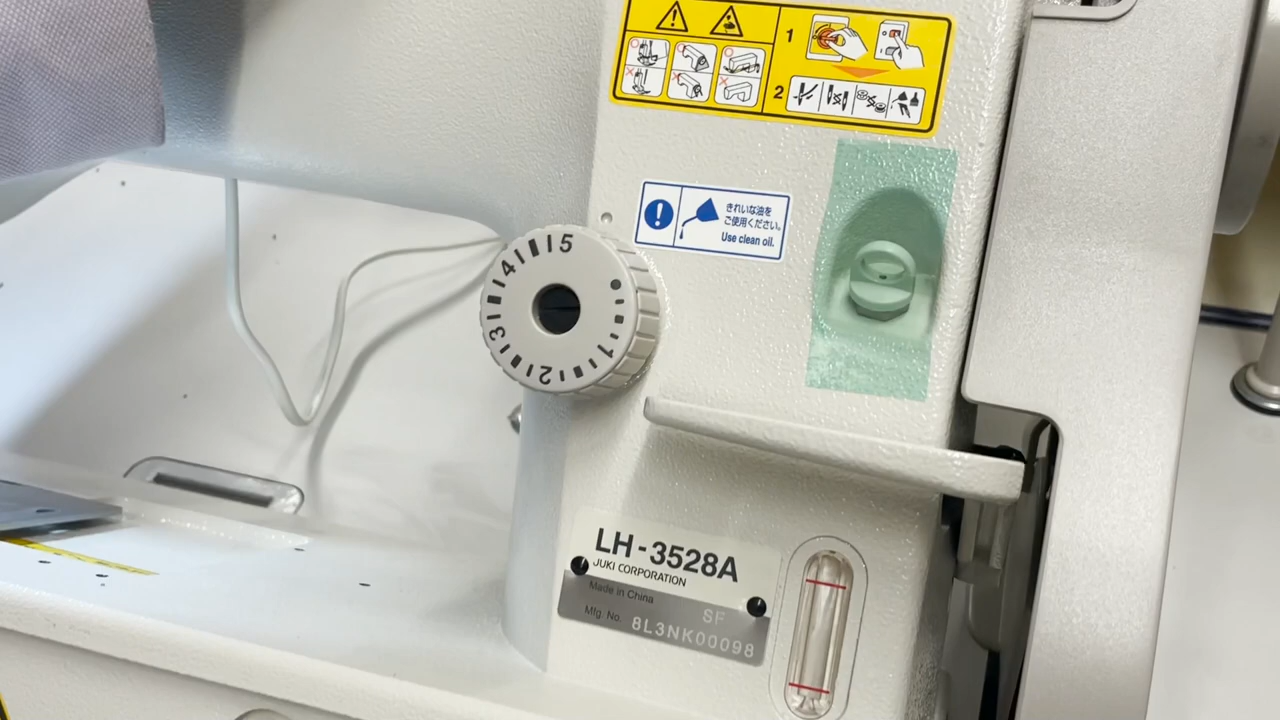 1
2
きれいな油を
ご使用ください。
Use clean oil.
5
4
3
2
1
LH-3528A
JUKI CORPORATION
Made in China
SF
Mfg. No. 8L3NK00098